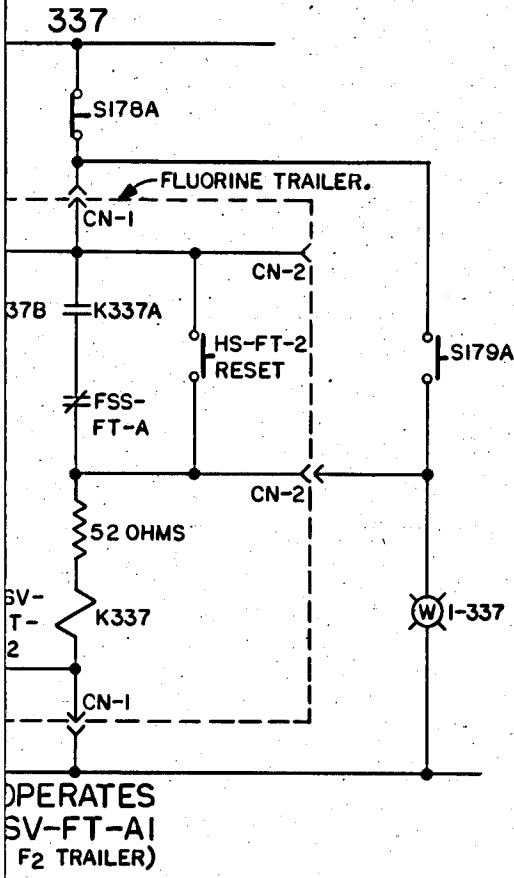 337
S178A
FLUORINE TRAILER.
CN-1
CN-2
37B
K337A
HS-FT-2
RESET
S179A
FSS-
FT-A
CN-2
52 OHMS
SV-
T-
2
K337
W
I-337
CN-1
OPERATES
SV-FT-A1
F2 TRAILER)